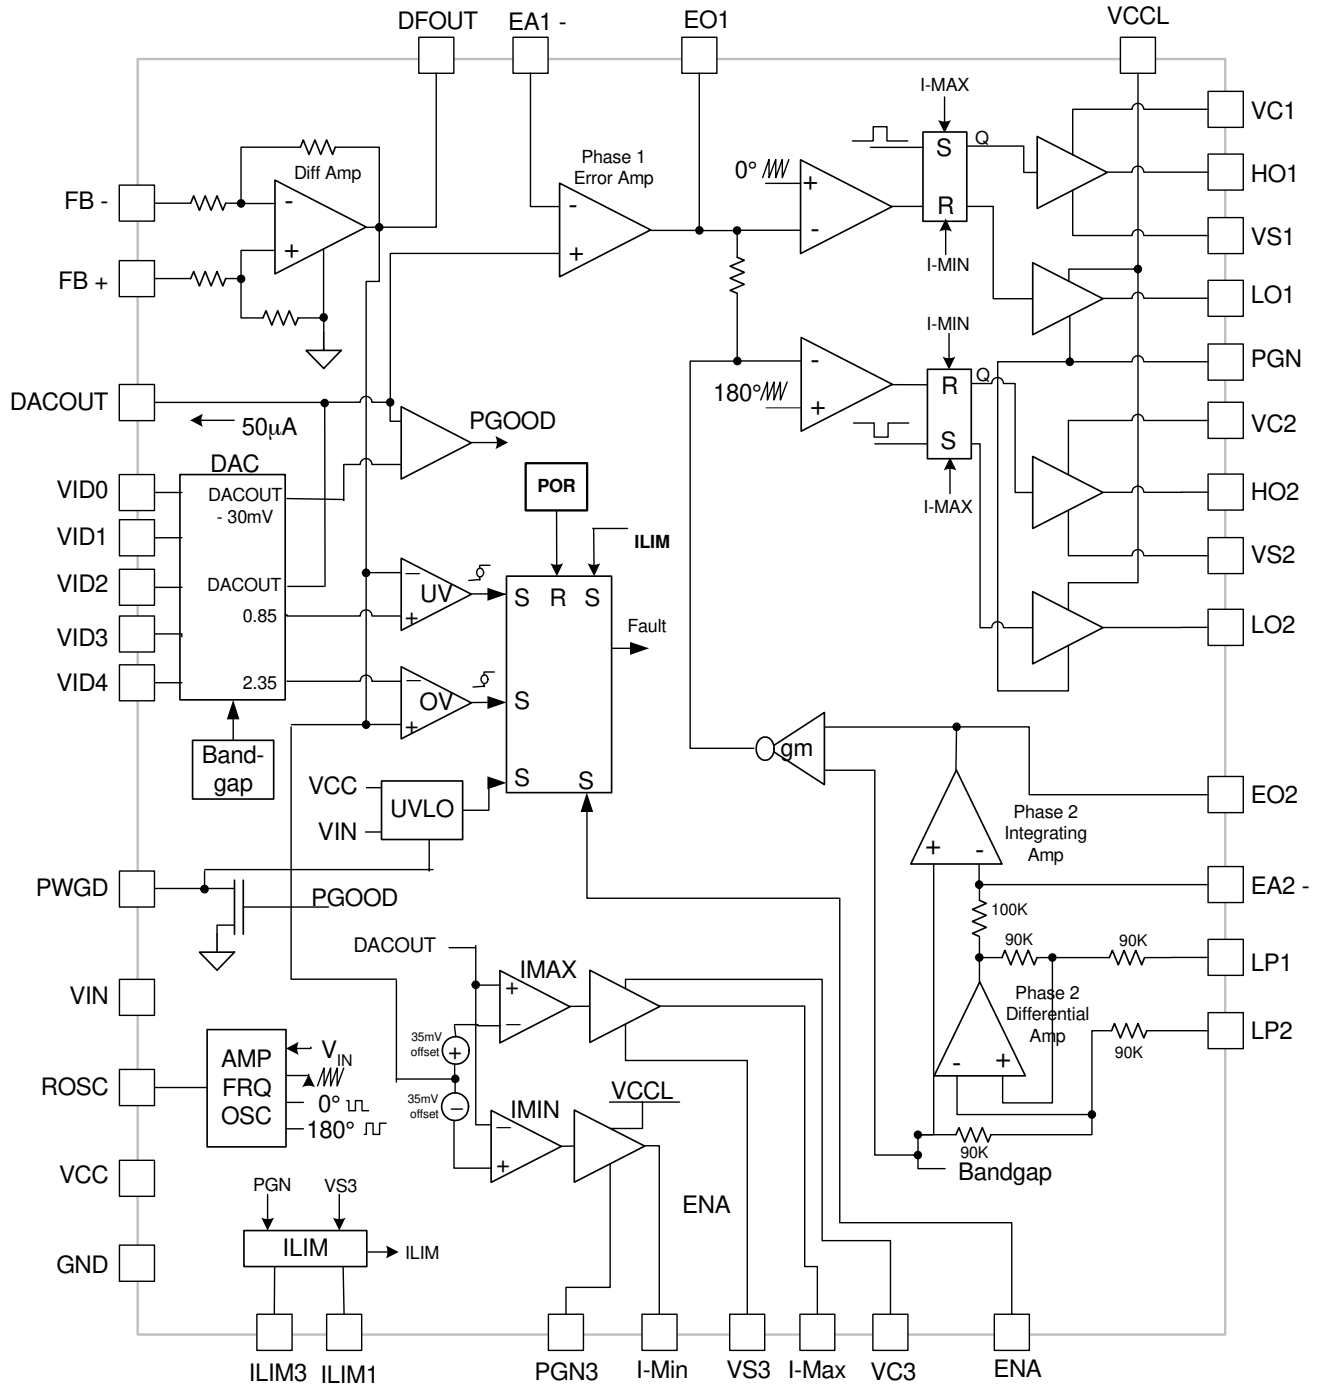 DFOUT
EA1 -
EO1
VCCL
I-MAX
VC1
S
Q
Phase 1
Error Amp
Diff Amp
0°
HO1
FB -
-
-
+
R
+
-
VS1
+
I-MIN
FB +
LO1
I-MIN
PGN
-
R
Q
180°
+
DACOUT
50µA
PGOOD
VC2
S
DAC
I-MAX
VID0
DACOUT
- 30mV
POR
HO2
VID1
ILIM
VS2
VID2
DACOUT
−
UV
+
S R S
0.85
VID3
Fault
LO2
VID4
2.35
−
OV
+
S
Band-
gap
gm
VCC
UVLO
VIN
S
S
EO2
Phase 2
Integrating
Amp
+ -
PWGD
PGOOD
EA2 -
100K
DACOUT
90K
90K
LP1
IMAX
+
−
VIN
Phase 2
Differential
Amp
35mV
offset
+
LP2
90K
AMP
FRQ
OSC
VIN
0°
180°
ROSC
- +
35mV
offset
−
VCCL
IMIN
−
+
90K
Bandgap
VCC
PGN
VS3
ENA
ILIM
ILIM
GND
ILIM3
ILIM1
PGN3
I-Min
VS3
I-Max
VC3
ENA